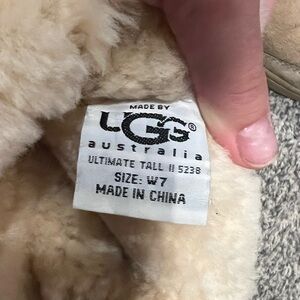 MADE BY
UGG®
australia
ULTIMATE TALL II 5238
SIZE: W7
MADE IN CHINA